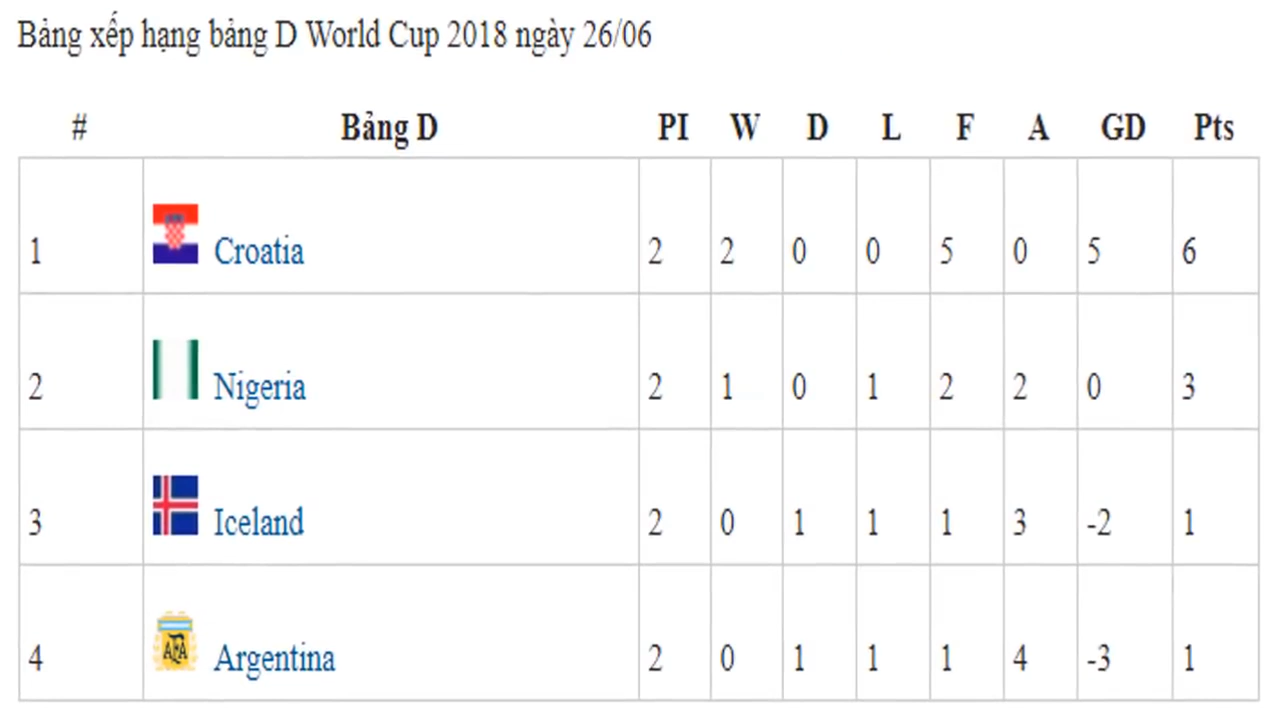 Bảng xếp hạng bảng D World Cup 2018 ngày 26/06
# Bảng D PI W D L F A GD Pts
1 Croatia 2 2 0 0 5 0 5 6
2 Nigeria 2 1 0 1 2 2 0 3
3 Iceland 2 0 1 1 1 3 -2 1
4 AFA Argentina 2 0 1 1 1 4 -3 1